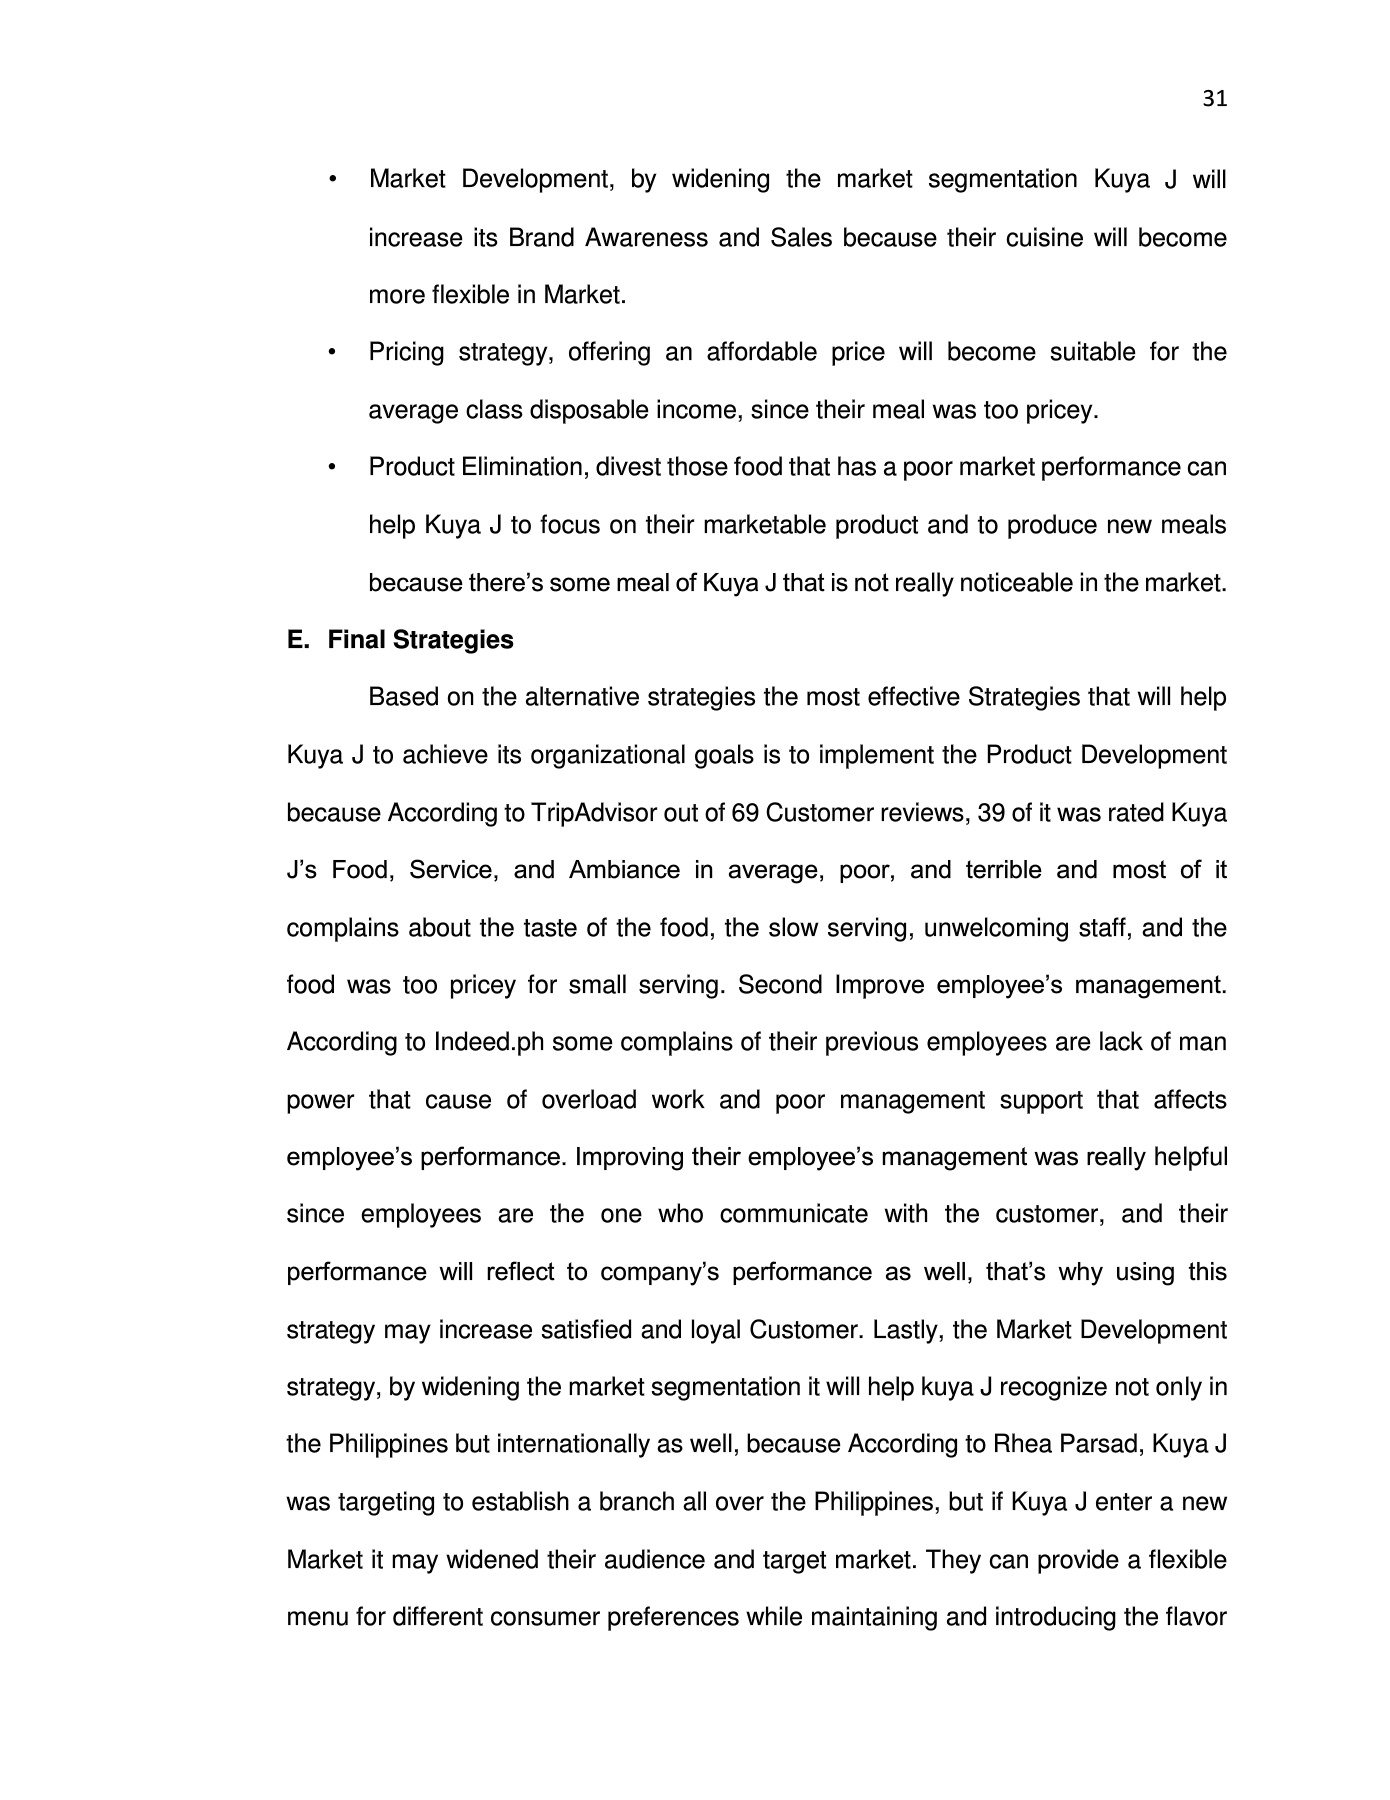 31
• Market Development, by widening the market segmentation Kuya J will
increase its Brand Awareness and Sales because their cuisine will become
more flexible in Market.
• Pricing strategy, offering an affordable price will become suitable for the
average class disposable income, since their meal was too pricey.
• Product Elimination, divest those food that has a poor market performance can
help Kuya J to focus on their marketable product and to produce new meals
because there’s some meal of Kuya J that is not really noticeable in the market.
E. Final Strategies
Based on the alternative strategies the most effective Strategies that will help
Kuya J to achieve its organizational goals is to implement the Product Development
because According to TripAdvisor out of 69 Customer reviews, 39 of it was rated Kuya
J’s Food, Service, and Ambiance in average, poor, and terrible and most of it
complains about the taste of the food, the slow serving, unwelcoming staff, and the
food was too pricey for small serving. Second Improve employee’s management.
According to Indeed.ph some complains of their previous employees are lack of man
power that cause of overload work and poor management support that affects
employee’s performance. Improving their employee’s management was really helpful
since employees are the one who communicate with the customer, and their
performance will reflect to company’s performance as well, that’s why using this
strategy may increase satisfied and loyal Customer. Lastly, the Market Development
strategy, by widening the market segmentation it will help kuya J recognize not only in
the Philippines but internationally as well, because According to Rhea Parsad, Kuya J
was targeting to establish a branch all over the Philippines, but if Kuya J enter a new
Market it may widened their audience and target market. They can provide a flexible
menu for different consumer preferences while maintaining and introducing the flavor